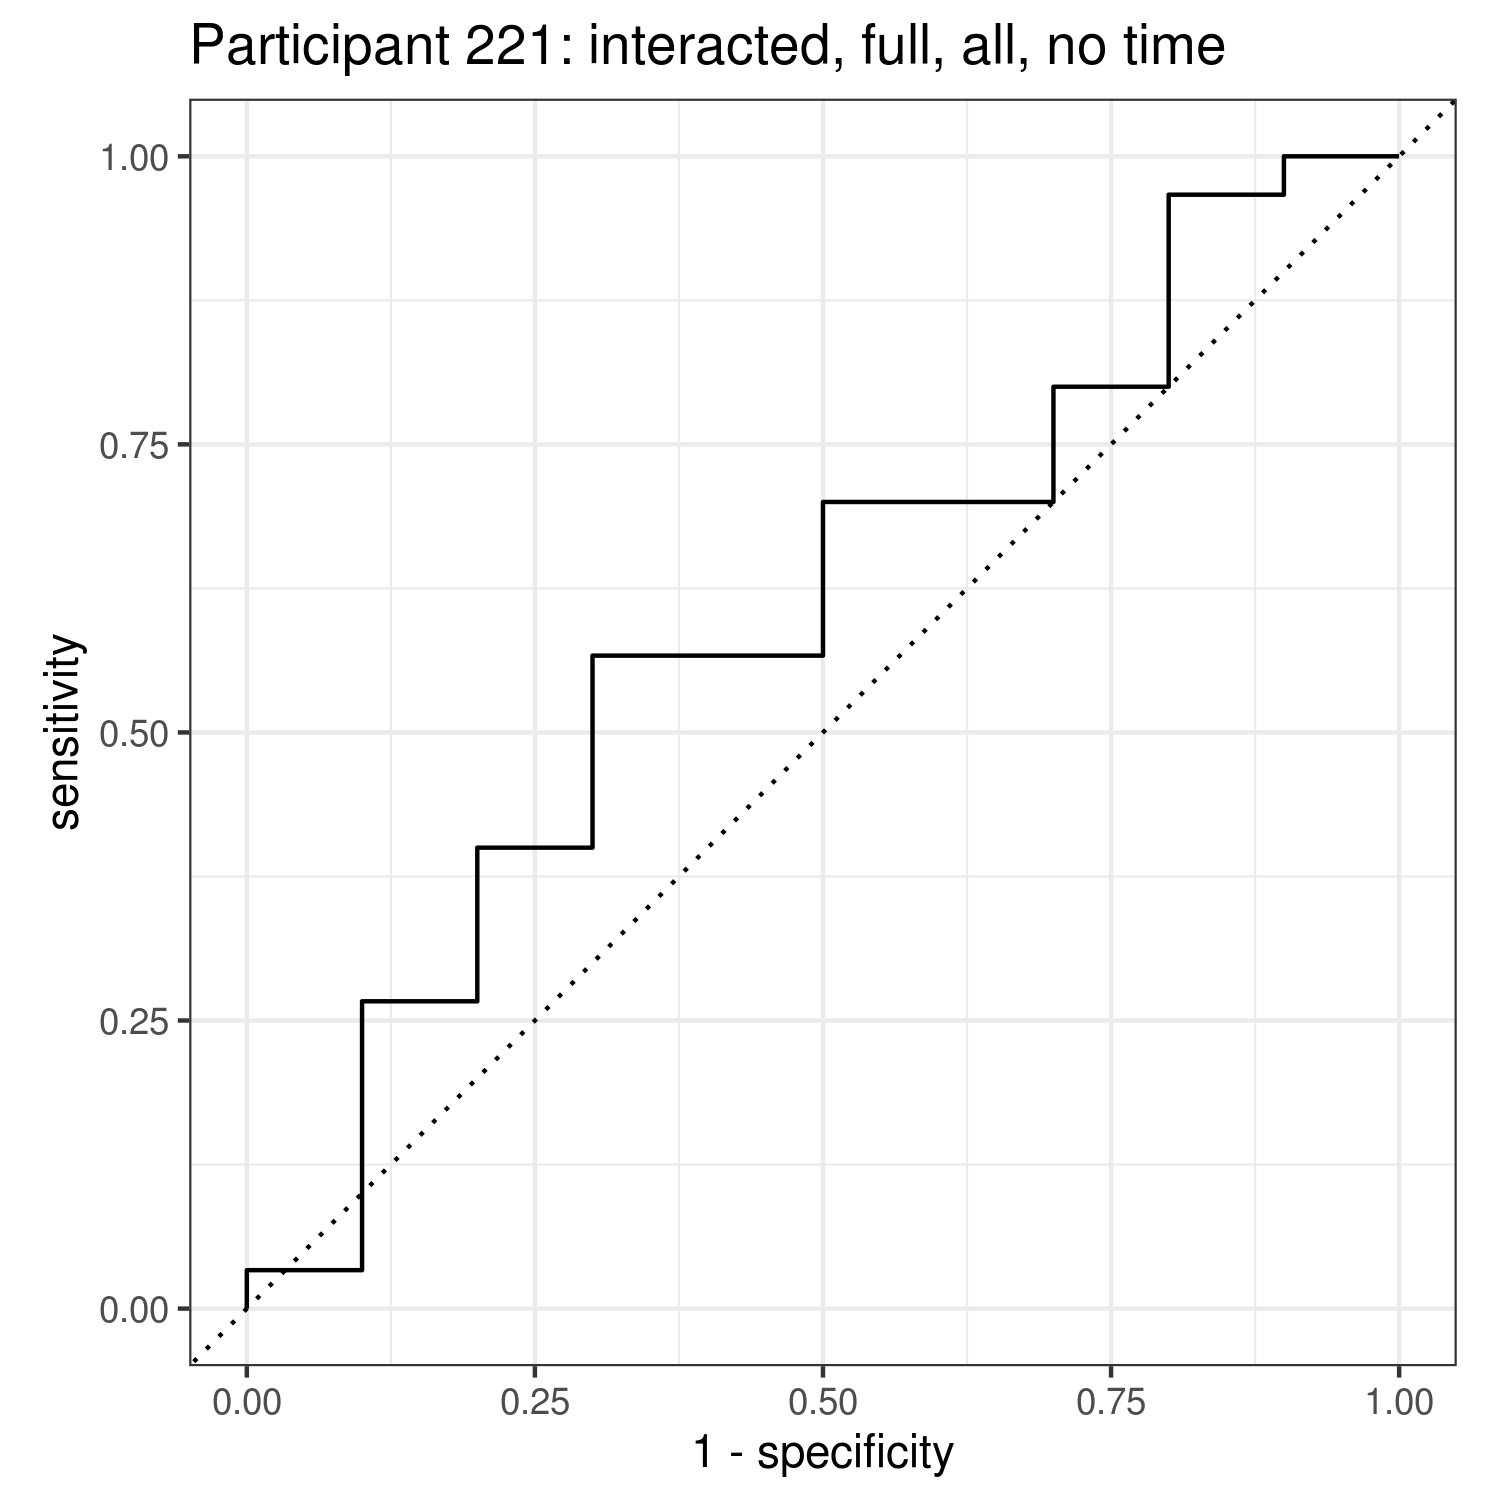 Participant 221: interacted, full, all, no time
1.00
0.75
0.50
0.25
0.00
sensitivity
0.00 0.25 0.50 0.75 1.00
1 - specificity